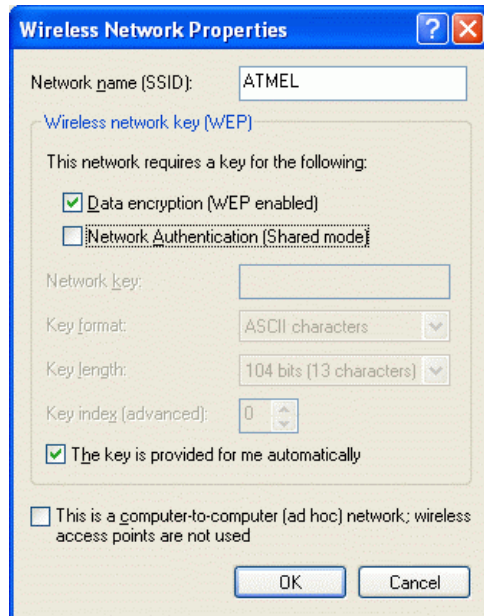 Wireless Network Properties
Network name (SSID): ATMEL
Wireless network key (WEP)
This network requires a key for the following:
Data encryption (WEP enabled)
Network Authentication (Shared mode)
Network key:
Key format: ASCII characters
Key length: 104 bits (13 characters)
Key index (advanced): 0
The key is provided for me automatically
This is a computer-to-computer (ad hoc) network; wireless
access points are not used
OK Cancel